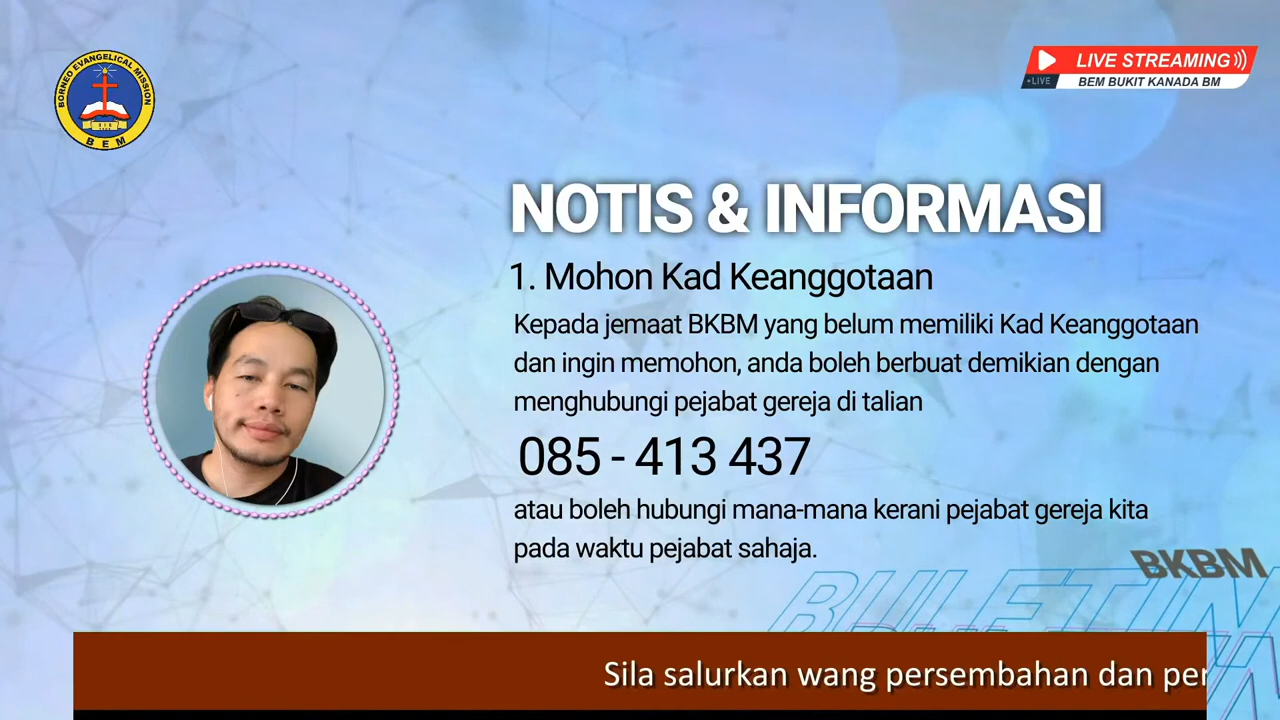 BORNEO EVANGELICAL MISSION
BEM
LIVE STREAMING
LIVE
BEM BUKIT KANADA BM
NOTIS & INFORMASI
1. Mohon Kad Keanggotaan
Kepada jemaat BKBM yang belum memiliki Kad Keanggotaan
dan ingin memohon, anda boleh berbuat demikian dengan
menghubungi pejabat gereja di talian
085 - 413 437
atau boleh hubungi mana-mana kerani pejabat gereja kita
pada waktu pejabat sahaja.
BKBM
BULETIN
Sila salurkan wang persembahan dan per